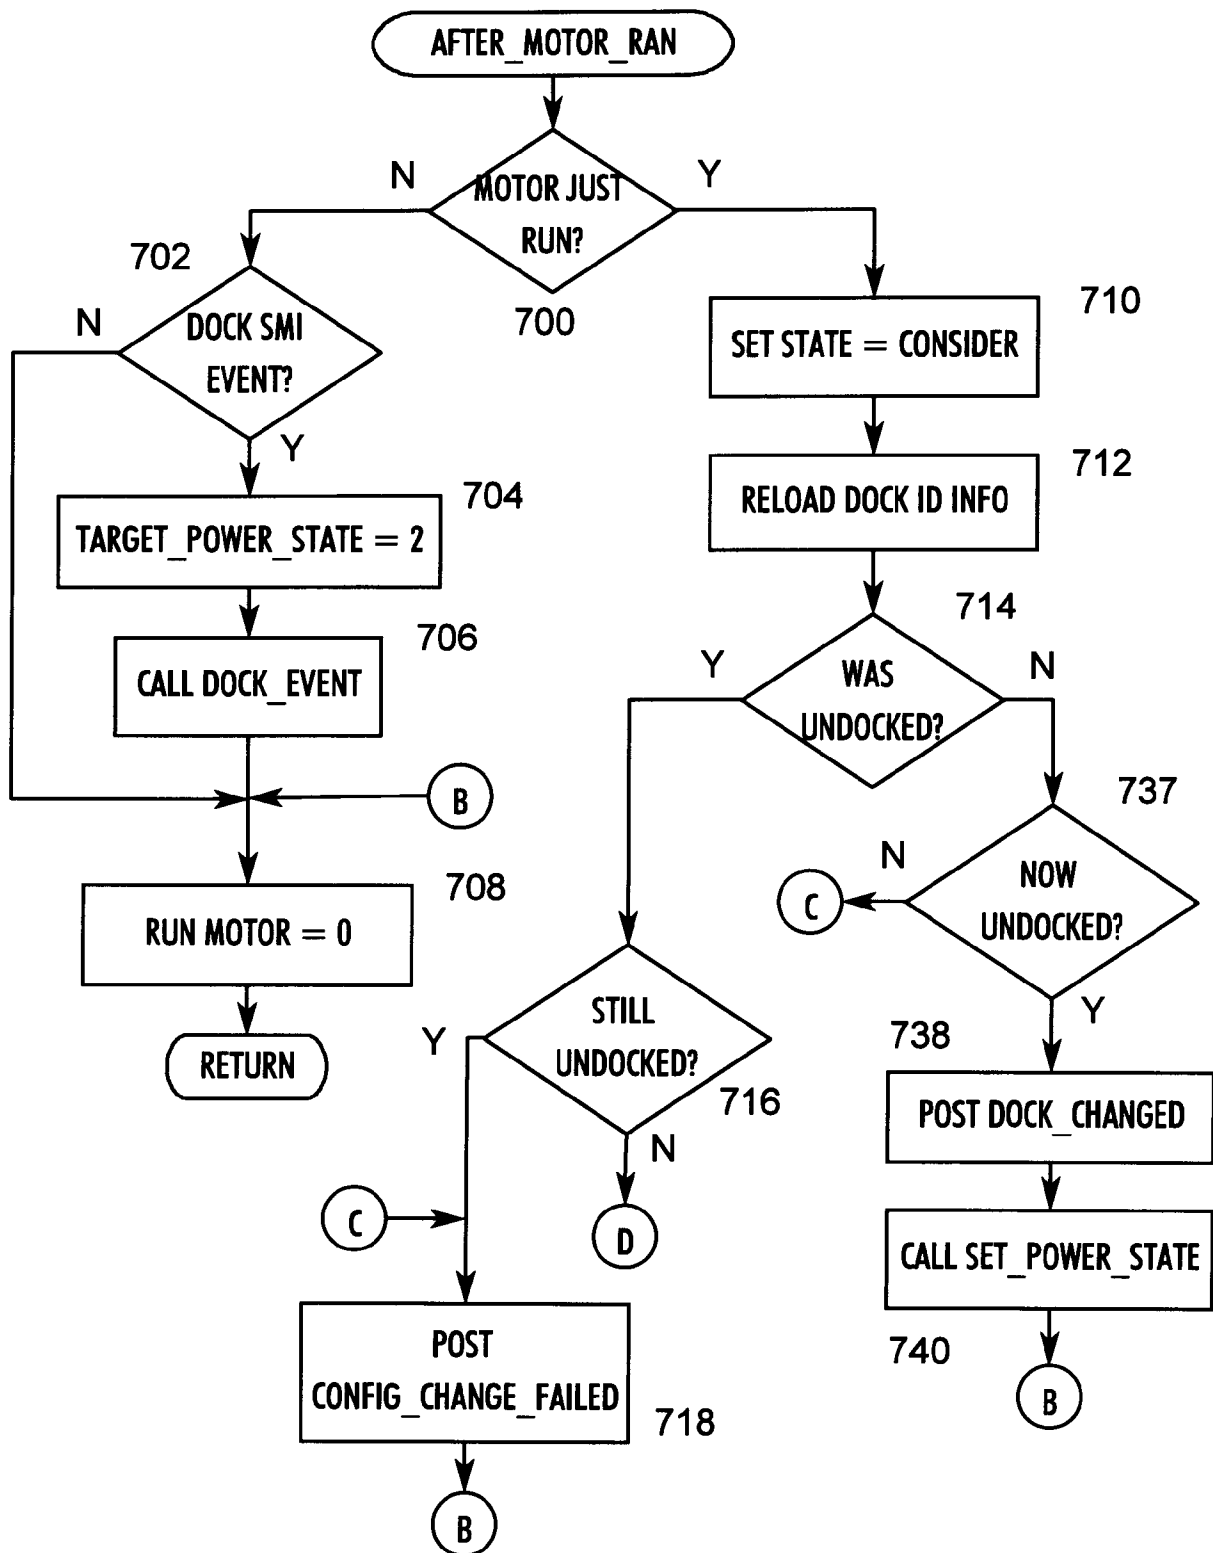 AFTER_MOTOR_RAN
N
Y
MOTOR JUST
RUN?
700
702
N
DOCK SMI
EVENT?
Y
704
TARGET_POWER_STATE = 2
706
CALL DOCK_EVENT
B
708
RUN MOTOR = 0
RETURN
710
SET STATE = CONSIDER
712
RELOAD DOCK ID INFO
714
Y
N
WAS
UNDOCKED?
737
N
C
NOW
UNDOCKED?
Y
STILL
UNDOCKED?
Y
716
N
D
C
POST
CONFIG_CHANGE_FAILED
718
B
738
POST DOCK_CHANGED
CALL SET_POWER_STATE
740
B